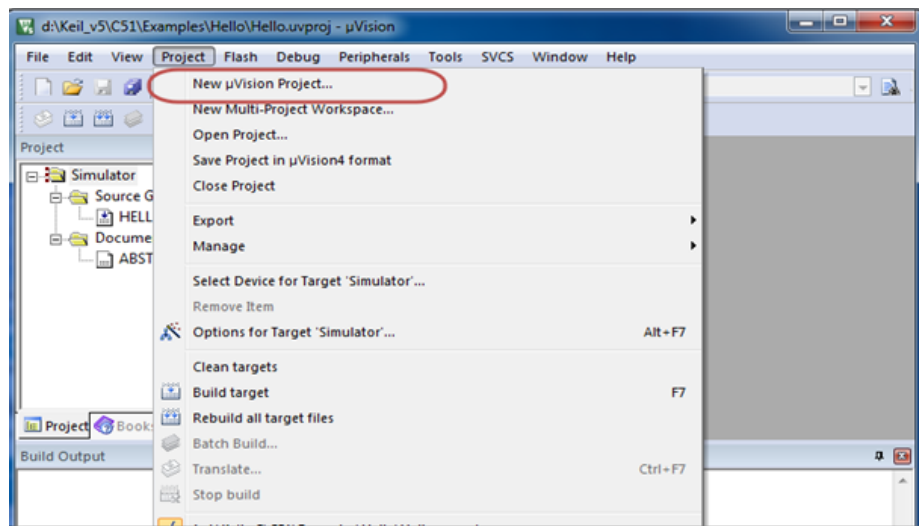 d:\Keil_v5\C51\Examples\Hello\Hello.uvproj - µVision
File Edit View Project Flash Debug Peripherals Tools SVCS Window Help
New µVision Project...
New Multi-Project Workspace...
Project
Open Project...
Save Project in µVision4 format
Simulator
Close Project
Source G
HELL
Export
Docume
Manage
ABST
Select Device for Target 'Simulator'...
Remove Item
Options for Target 'Simulator'... Alt+F7
Clean targets
Build target F7
Rebuild all target files
Project Books
Batch Build...
Build Output
Translate... Ctrl+F7
Stop build